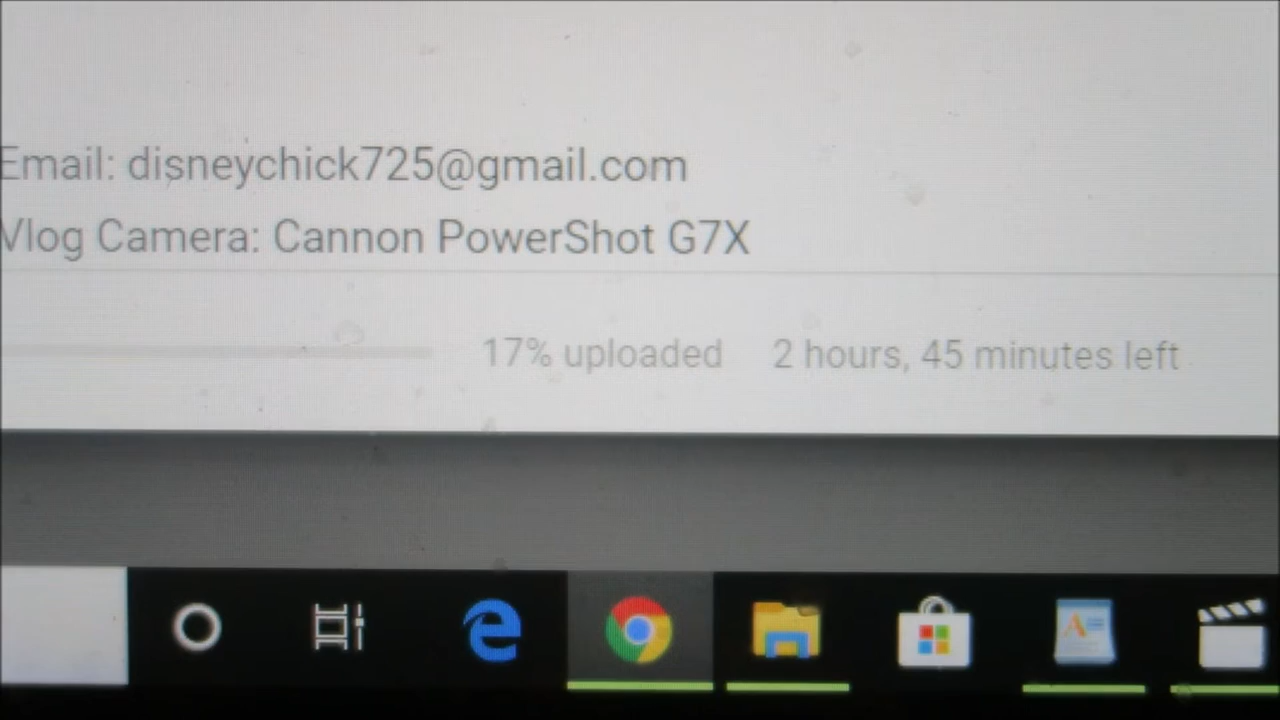 Email: disneychick725@gmail.com
Vlog Camera: Cannon PowerShot G7X
17% uploaded 2 hours, 45 minutes left